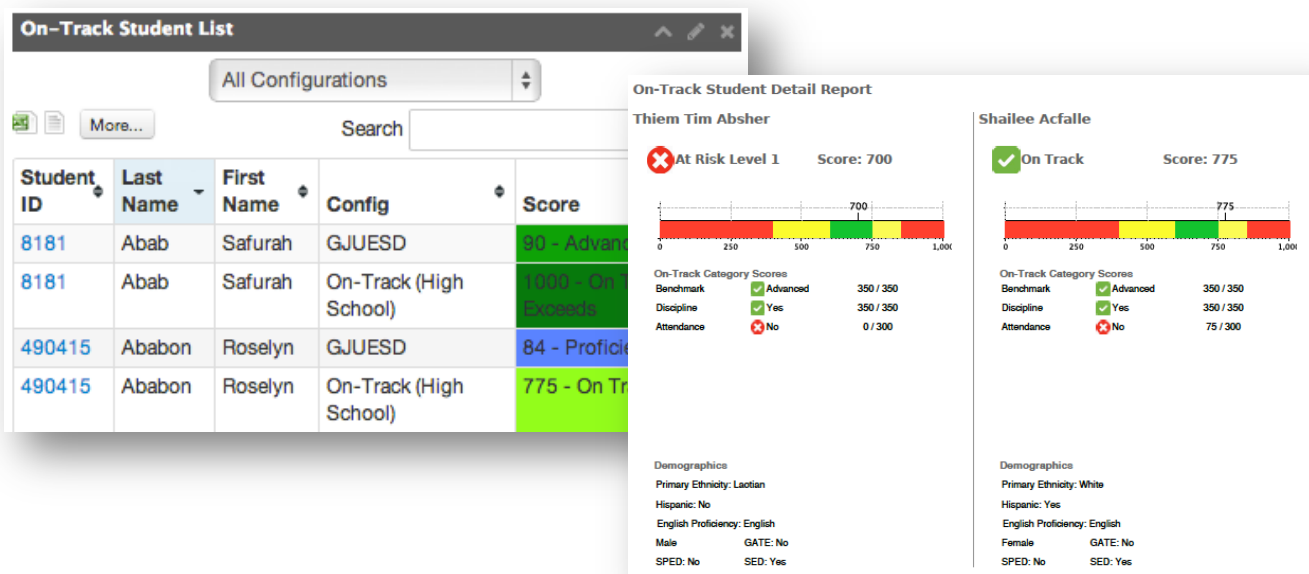 On-Track Student List
All Configurations
More...
Search
Student ID
Last Name
First Name
Config
Score
8181 Abab Safurah GJUESD 90 - Advanc
8181 Abab Safurah On-Track (High School) 1000 - On T Exceeds
490415 Ababon Roselyn GJUESD 84 - Proficie
490415 Ababon Roselyn On-Track (High School) 775 - On Tr
On-Track Student Detail Report
Thiem Tim Absher
At Risk Level 1 Score: 700
700
0 250 500 750 1,00
On-Track Category Scores
Benchmark Advanced 350 / 350
Discipline Yes 350 / 350
Attendance No 0 / 300
Demographics
Primary Ethnicity: Laotian
Hispanic: No
English Proficiency: English
Male GATE: No
SPED: No SED: Yes
Shailee Acfalle
On Track Score: 775
775
0 250 500 750 1,00
On-Track Category Scores
Benchmark Advanced 350 / 350
Discipline Yes 350 / 350
Attendance No 75 / 300
Demographics
Primary Ethnicity: White
Hispanic: Yes
English Proficiency: English
Female GATE: No
SPED: No SED: Yes